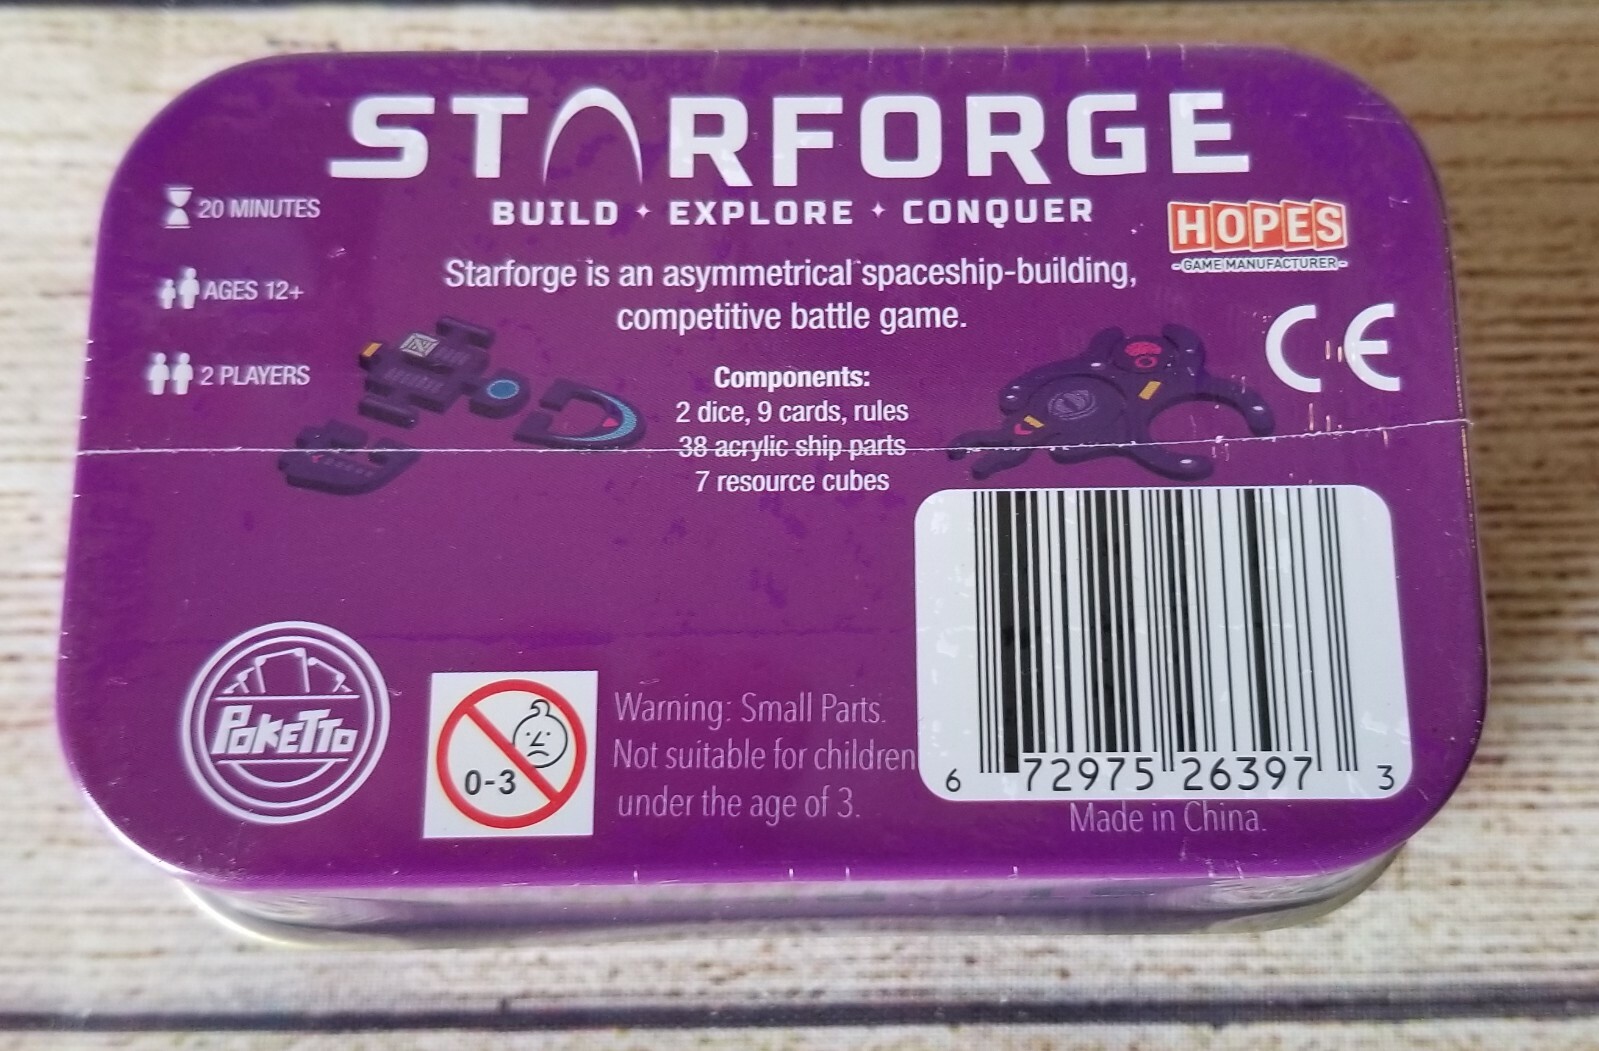 STARFORGE
BUILD ✦ EXPLORE ✦ CONQUER
20 MINUTES
AGES 12+
2 PLAYERS
HOPES
-GAME MANUFACTURER-
CE
Starforge is an asymmetrical spaceship-building,
competitive battle game.
Components:
2 dice, 9 cards, rules
38 acrylic ship parts
7 resource cubes
POKETTO
0-3
Warning: Small Parts.
Not suitable for children
under the age of 3.
6 72975 26397 3
Made in China.